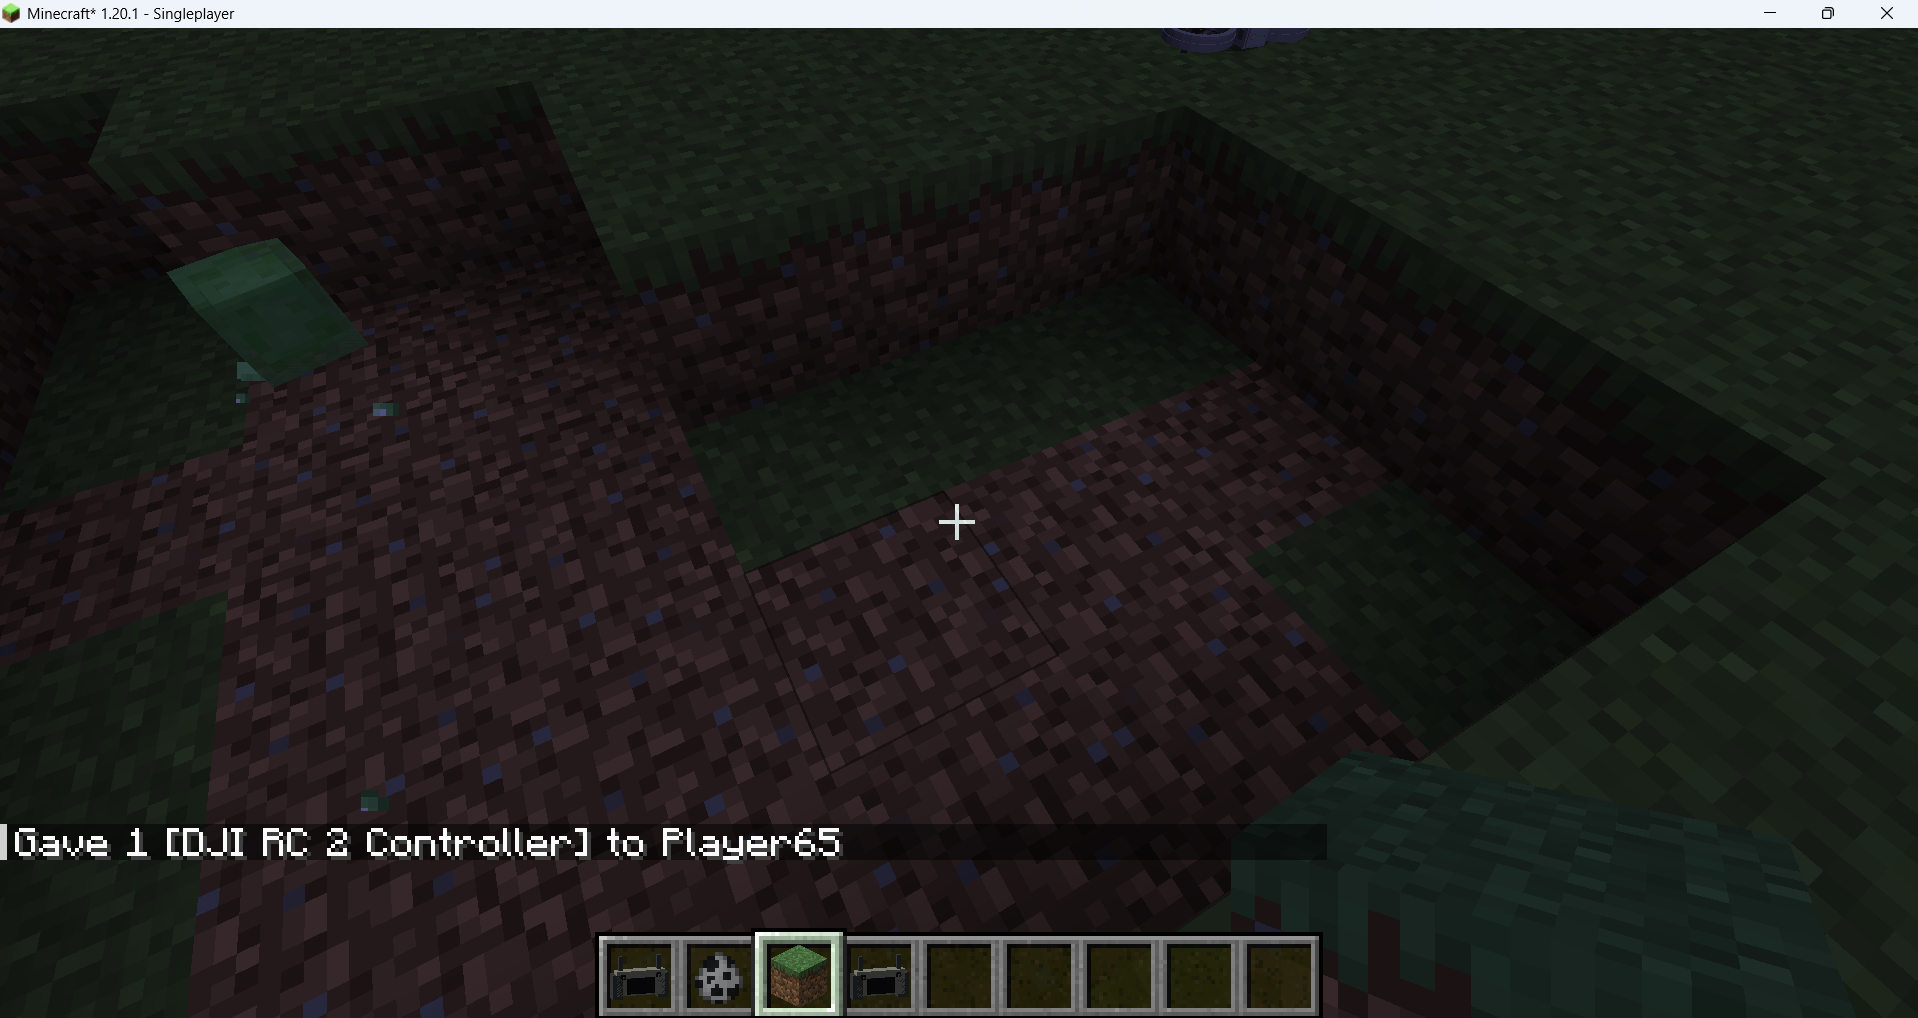 Minecraft* 1.20.1 - Singleplayer
Gave 1 [DJI RC 2 Controller] to Player65